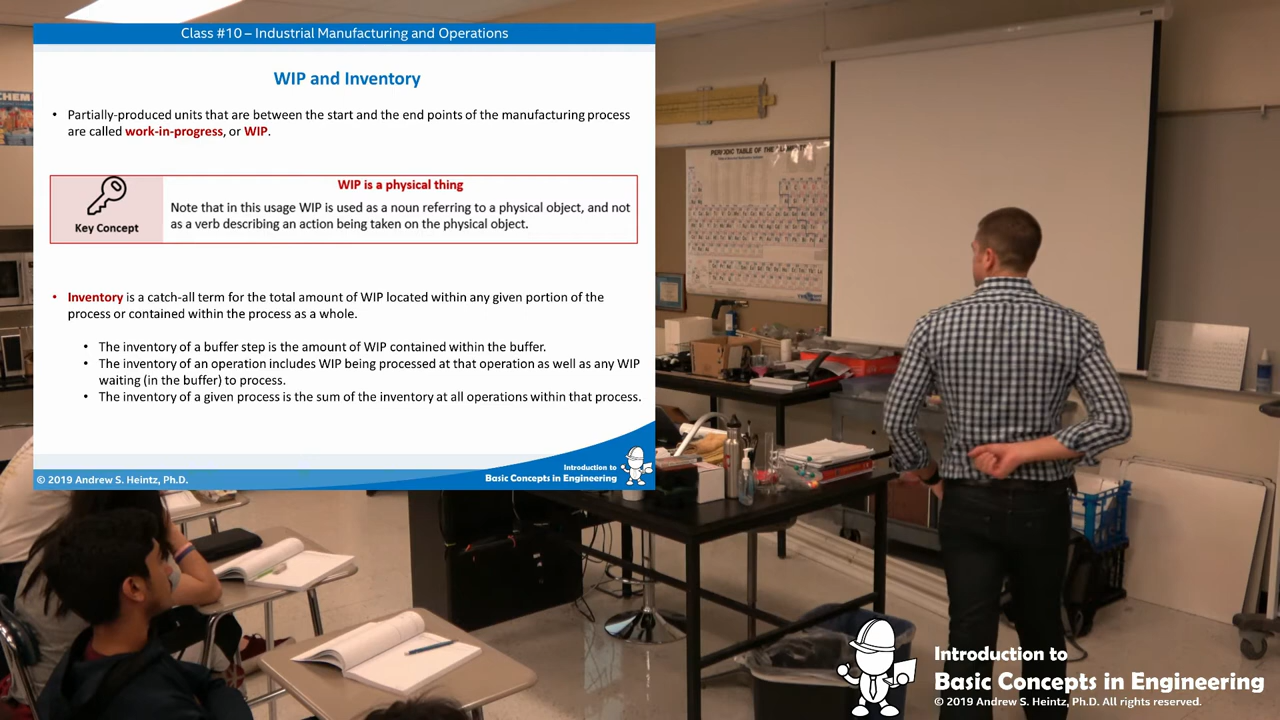 Class #10 – Industrial Manufacturing and Operations
WIP and Inventory
• Partially-produced units that are between the start and the end points of the manufacturing process
are called work-in-progress, or WIP.
Key Concept
WIP is a physical thing
Note that in this usage WIP is used as a noun referring to a physical object, and not
as a verb describing an action being taken on the physical object.
• Inventory is a catch-all term for the total amount of WIP located within any given portion of the
process or contained within the process as a whole.
• The inventory of a buffer step is the amount of WIP contained within the buffer.
• The inventory of an operation includes WIP being processed at that operation as well as any WIP
waiting (in the buffer) to process.
• The inventory of a given process is the sum of the inventory at all operations within that process.
© 2019 Andrew S. Heintz, Ph.D.
Introduction to
Basic Concepts in Engineering
CHEM
PERIODIC TABLE OF THE
Introduction to
Basic Concepts in Engineering
© 2019 Andrew S. Heintz, Ph.D. All rights reserved.